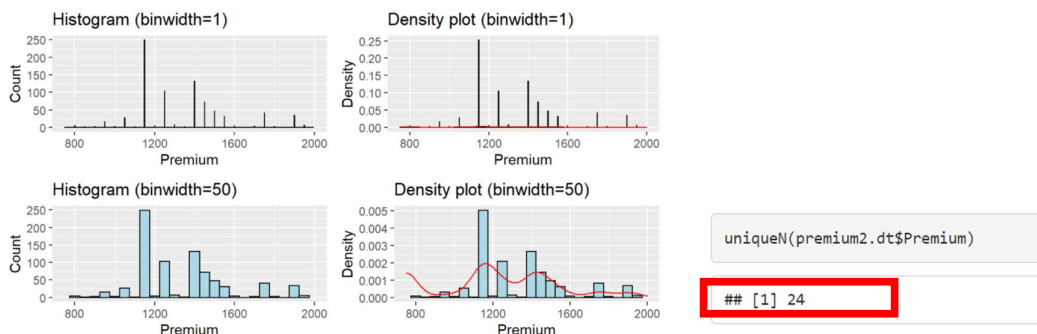 Histogram (binwidth=1)
250
200
150
100
50
0
Count
800
1200
1600
2000
Premium
Density plot (binwidth=1)
0.25
0.20
0.15
0.10
0.05
0.00
Density
800
1200
1600
2000
Premium
Histogram (binwidth=50)
250
200
150
100
50
0
Count
800
1200
1600
2000
Premium
Density plot (binwidth=50)
0.005
0.004
0.003
0.002
0.001
0.000
Density
800
1200
1600
2000
Premium
uniqueN(premium2.dt$Premium)
## [1] 24